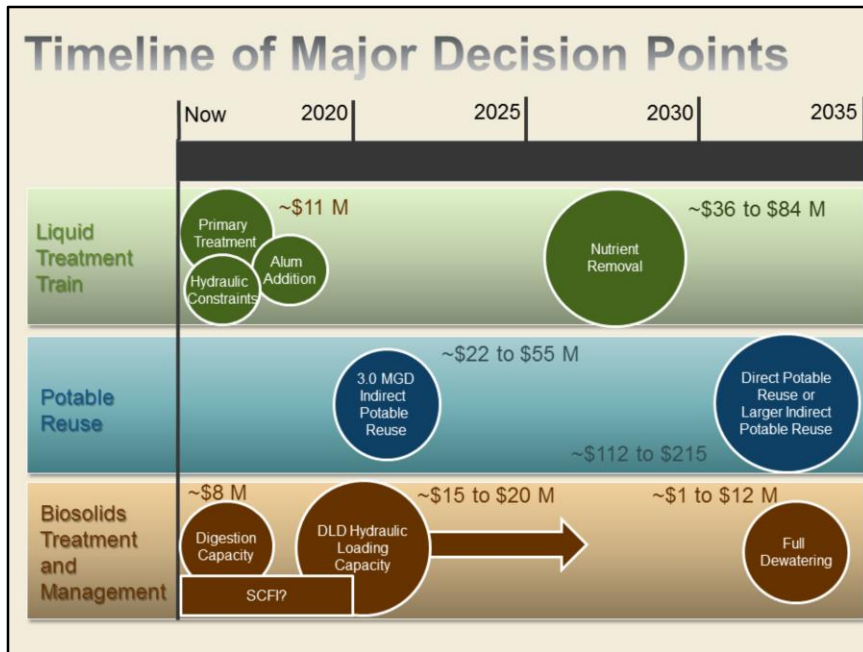 Timeline of Major Decision Points
Now
2020
2025
2030
2035
Liquid
Treatment
Train
Primary
Treatment
~$11 M
Alum
Addition
Hydraulic
Constraints
Nutrient
Removal
~$36 to $84 M
Potable
Reuse
3.0 MGD
Indirect
Potable
Reuse
~$22 to $55 M
~$112 to $215
Direct Potable
Reuse or
Larger Indirect
Potable Reuse
Biosolids
Treatment
and
Management
~$8 M
Digestion
Capacity
SCFI?
DLD Hydraulic
Loading
Capacity
~$15 to $20 M
~$1 to $12 M
Full
Dewatering